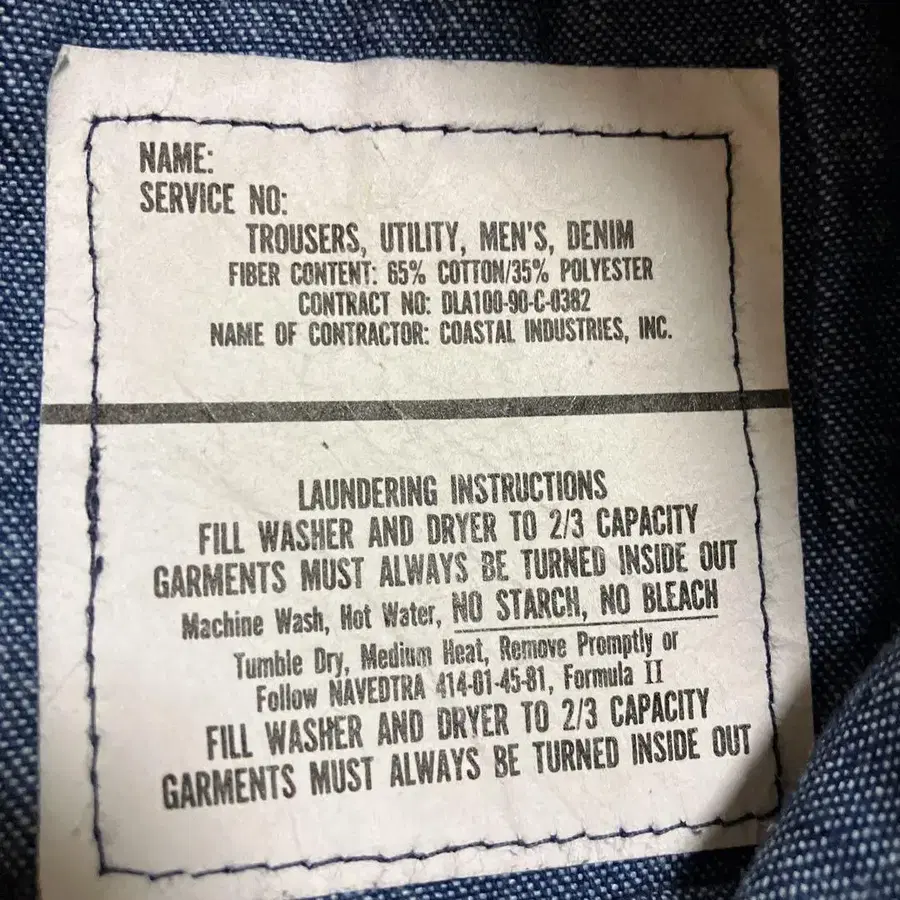 NAME:
SERVICE NO:
TROUSERS, UTILITY, MEN'S, DENIM
FIBER CONTENT: 65% COTTON/35% POLYESTER
CONTRACT NO: DLA100-90-C-0382
NAME OF CONTRACTOR: COASTAL INDUSTRIES, INC.
LAUNDERING INSTRUCTIONS
FILL WASHER AND DRYER TO 2/3 CAPACITY
GARMENTS MUST ALWAYS BE TURNED INSIDE OUT
Machine Wash, Hot Water, NO STARCH, NO BLEACH
Tumble Dry, Medium Heat, Remove Promptly or
Follow NAVEDTRA 414-01-45-81, Formula II
FILL WASHER AND DRYER TO 2/3 CAPACITY
GARMENTS MUST ALWAYS BE TURNED INSIDE OUT